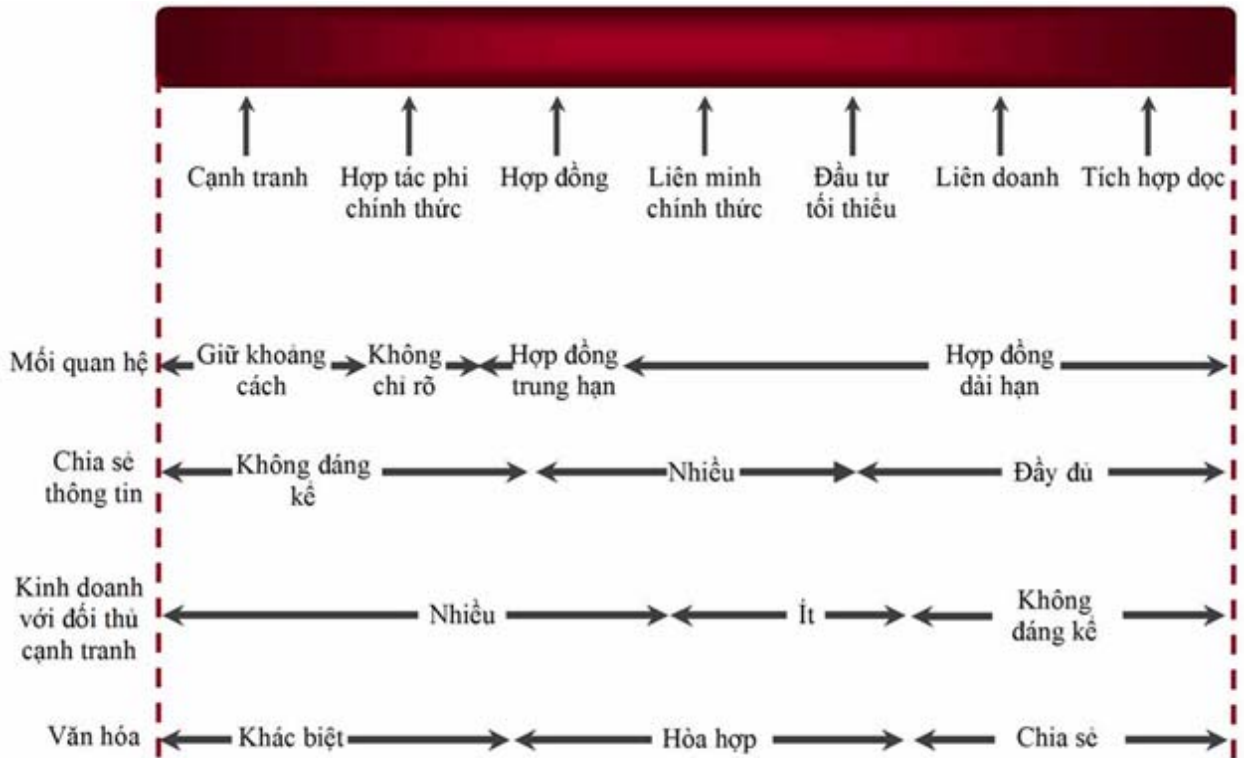 Cạnh tranh
Hợp tác phi
chính thức
Hợp đồng
Liên minh
chính thức
Đầu tư
tối thiểu
Liên doanh
Tích hợp dọc
Mối quan hệ
Giữ khoảng
cách
Không
chỉ rõ
Hợp đồng
trung hạn
Hợp đồng
dài hạn
Chia sẻ
thông tin
Không đáng
kể
Nhiều
Đầy đủ
Kinh doanh
với đối thủ
cạnh tranh
Nhiều
Ít
Không
đáng kể
Văn hóa
Khác biệt
Hòa hợp
Chia sẻ